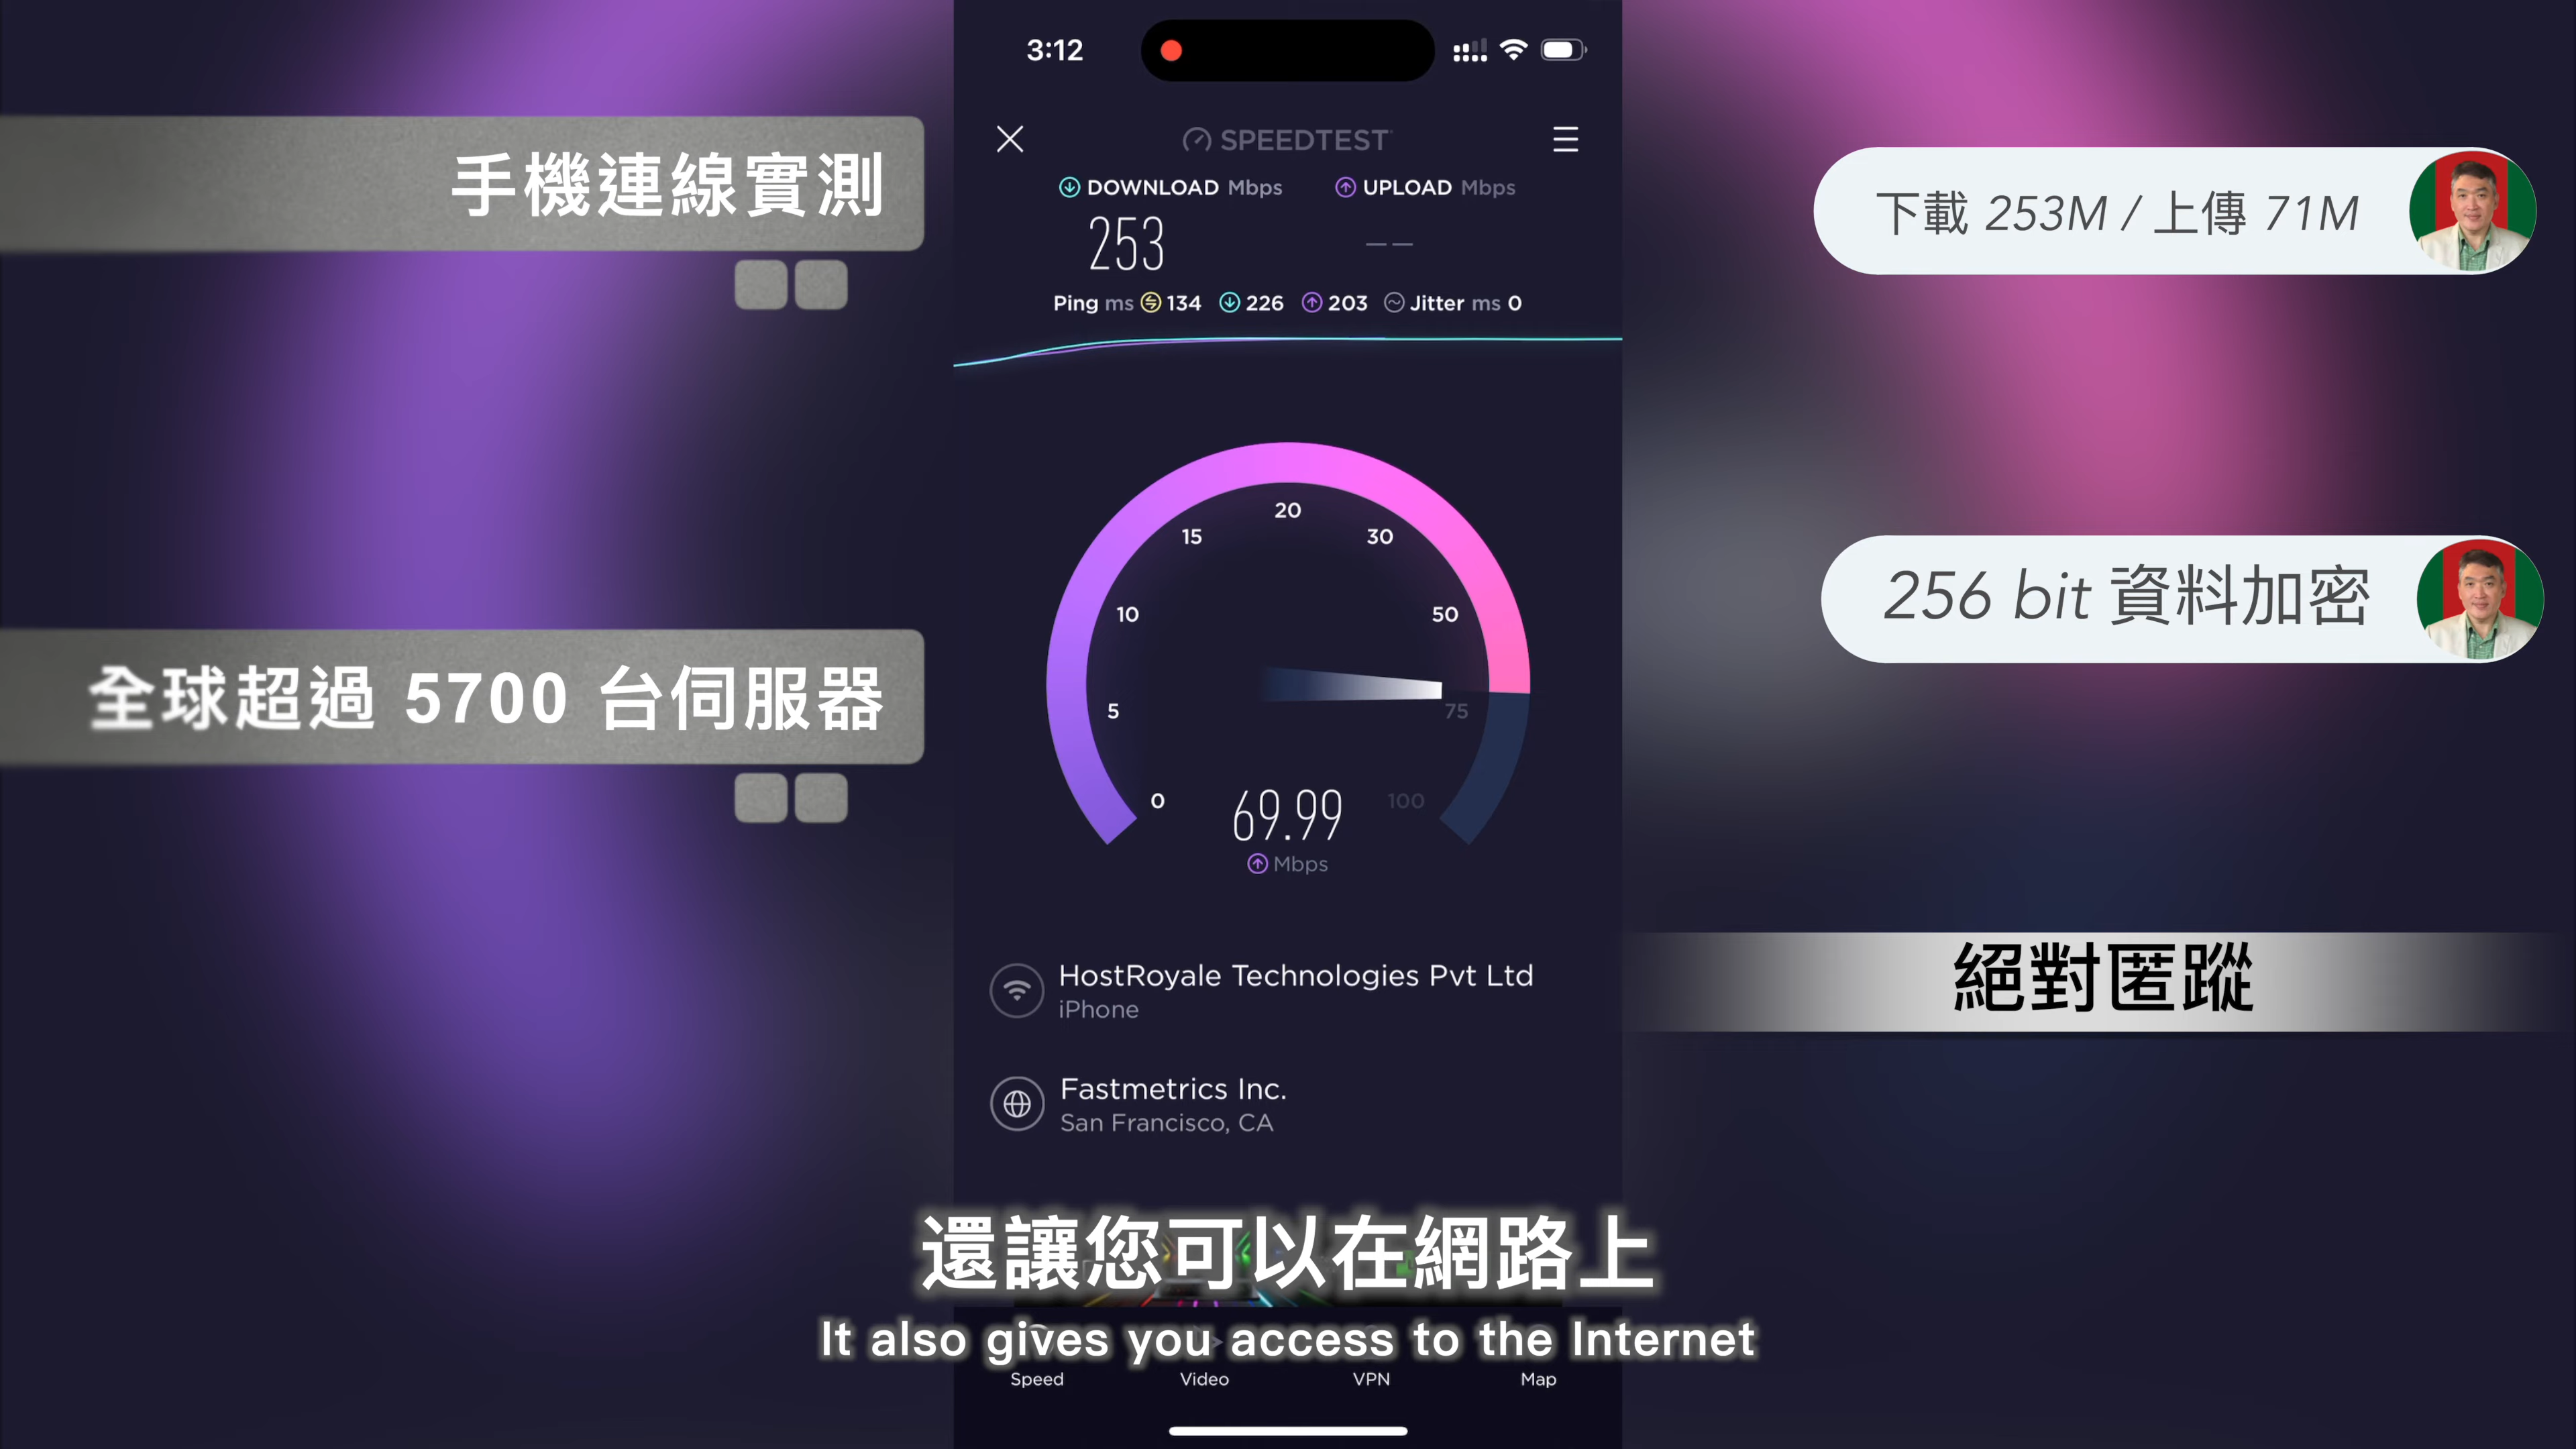 3:12
SPEEDTEST
DOWNLOAD Mbps
UPLOAD Mbps
253
——
Ping ms 134 226 203 Jitter ms 0
手機連線實測
全球超過 5700 台伺服器
下載 253M / 上傳 71M
256 bit 資料加密
絕對匿蹤
0
5
10
15
20
30
50
75
100
69.99
Mbps
HostRoyale Technologies Pvt Ltd
iPhone
Fastmetrics Inc.
San Francisco, CA
還讓您可以在網路上
It also gives you access to the Internet
Speed
Video
VPN
Map